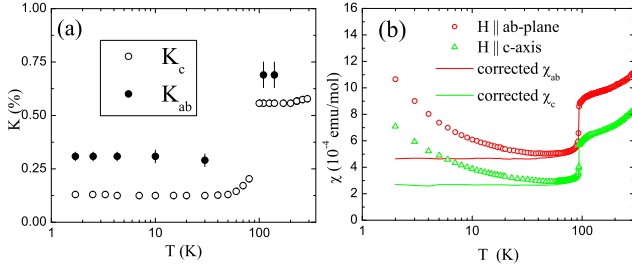 (a)
K_c
K_ab
K (%)
1.00
0.75
0.50
0.25
0.00
1
10
100
T (K)
(b)
H || ab-plane
H || c-axis
corrected χ_ab
corrected χ_c
χ (10⁻⁴ emu/mol)
16
14
12
10
8
6
4
2
0
1
10
100
T (K)